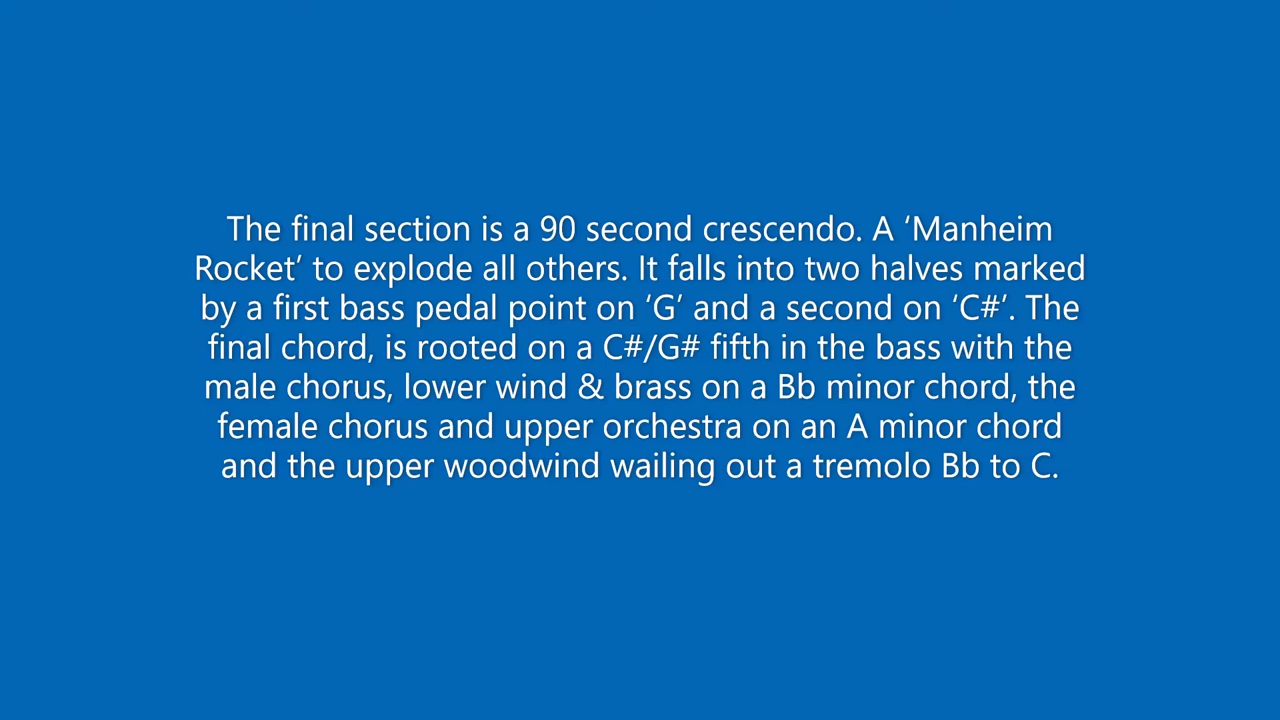 The final section is a 90 second crescendo. A ‘Manheim
Rocket’ to explode all others. It falls into two halves marked
by a first bass pedal point on ‘G’ and a second on ‘C#’. The
final chord, is rooted on a C#/G# fifth in the bass with the
male chorus, lower wind & brass on a Bb minor chord, the
female chorus and upper orchestra on an A minor chord
and the upper woodwind wailing out a tremolo Bb to C.